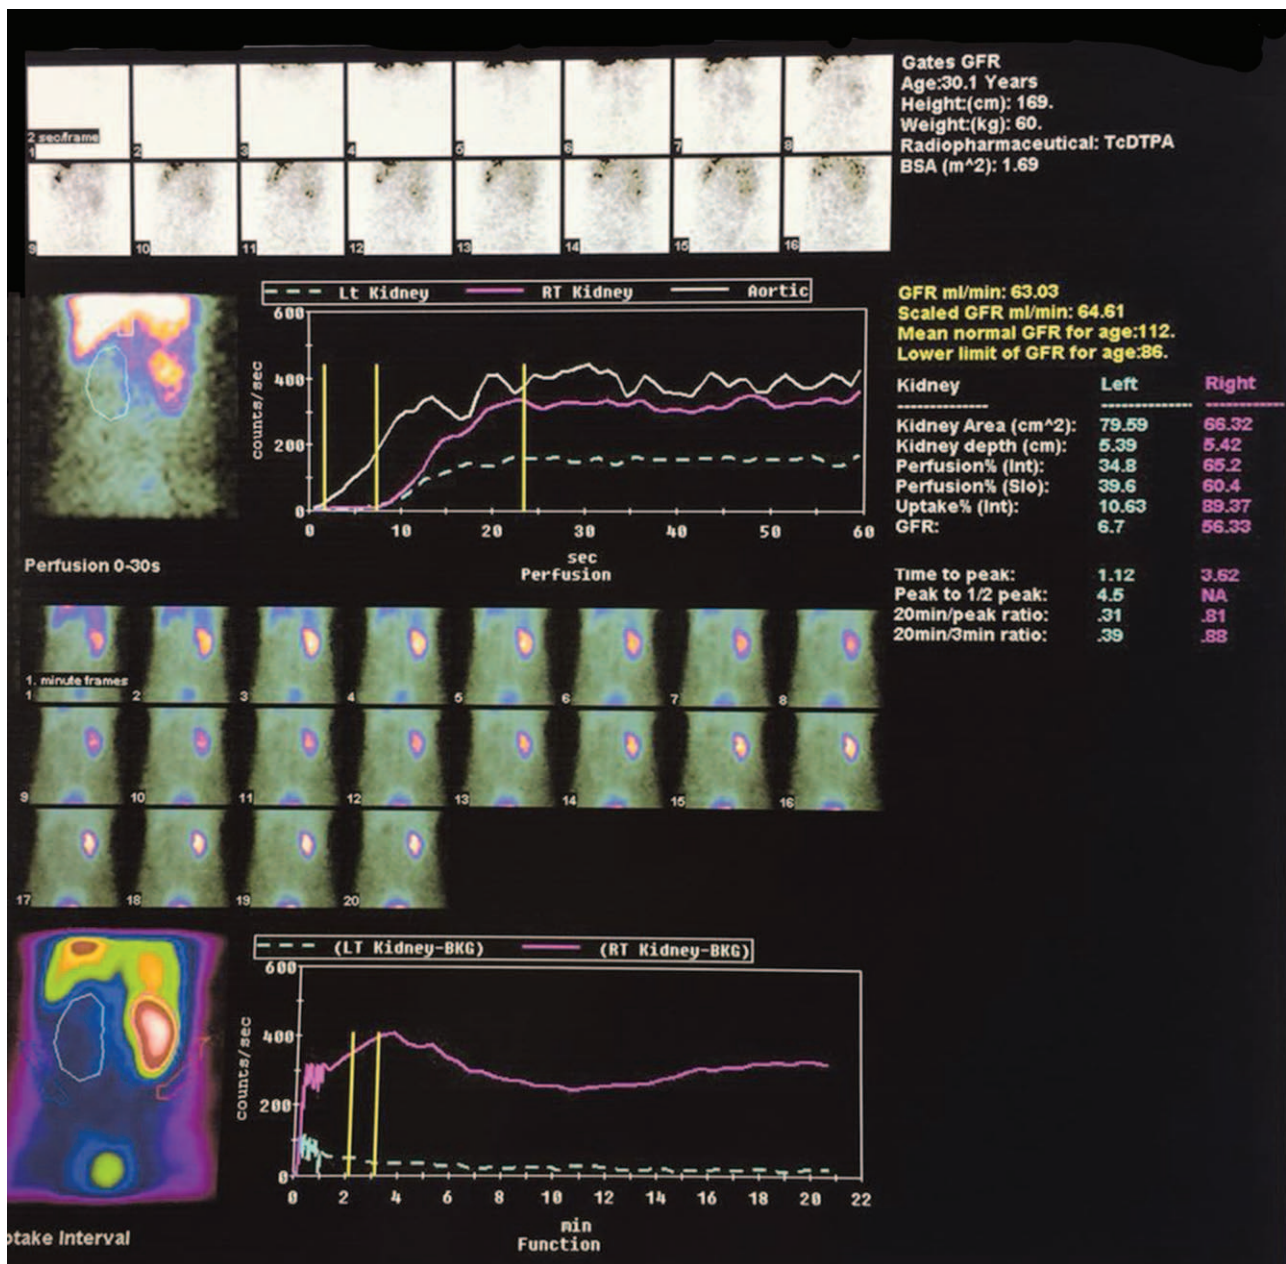 Gates GFR
Age:30.1 Years
Height:(cm): 169.
Weight:(kg): 60.
Radiopharmaceutical: TcDTPA
BSA (m^2): 1.69
2 sec/frame
1 2 3 4 5 6 7 8
9 10 11 12 13 14 15 16
Lt Kidney RT Kidney Aortic
600
400
200
0
counts/sec
0 10 20 30 40 50 60
sec
Perfusion
Perfusion 0-30s
GFR ml/min: 63.03
Scaled GFR ml/min: 64.61
Mean normal GFR for age:112.
Lower limit of GFR for age:86.
Kidney Left Right
Kidney Area (cm^2): 79.59 66.32
Kidney depth (cm): 5.39 5.42
Perfusion% (Int): 34.8 65.2
Perfusion% (Slo): 39.6 60.4
Uptake% (Int): 10.63 89.37
GFR: 6.7 56.33
Time to peak: 1.12 3.62
Peak to 1/2 peak: 4.5 NA
20min/peak ratio: .31 .81
20min/3min ratio: .39 .88
1. minute frames
1 2 3 4 5 6 7 8
9 10 11 12 13 14 15 16
17 18 19 20
(LT Kidney-BKG) (RT Kidney-BKG)
600
400
200
0
counts/sec
0 2 4 6 8 10 12 14 16 18 20 22
min
Function
ptake Interval